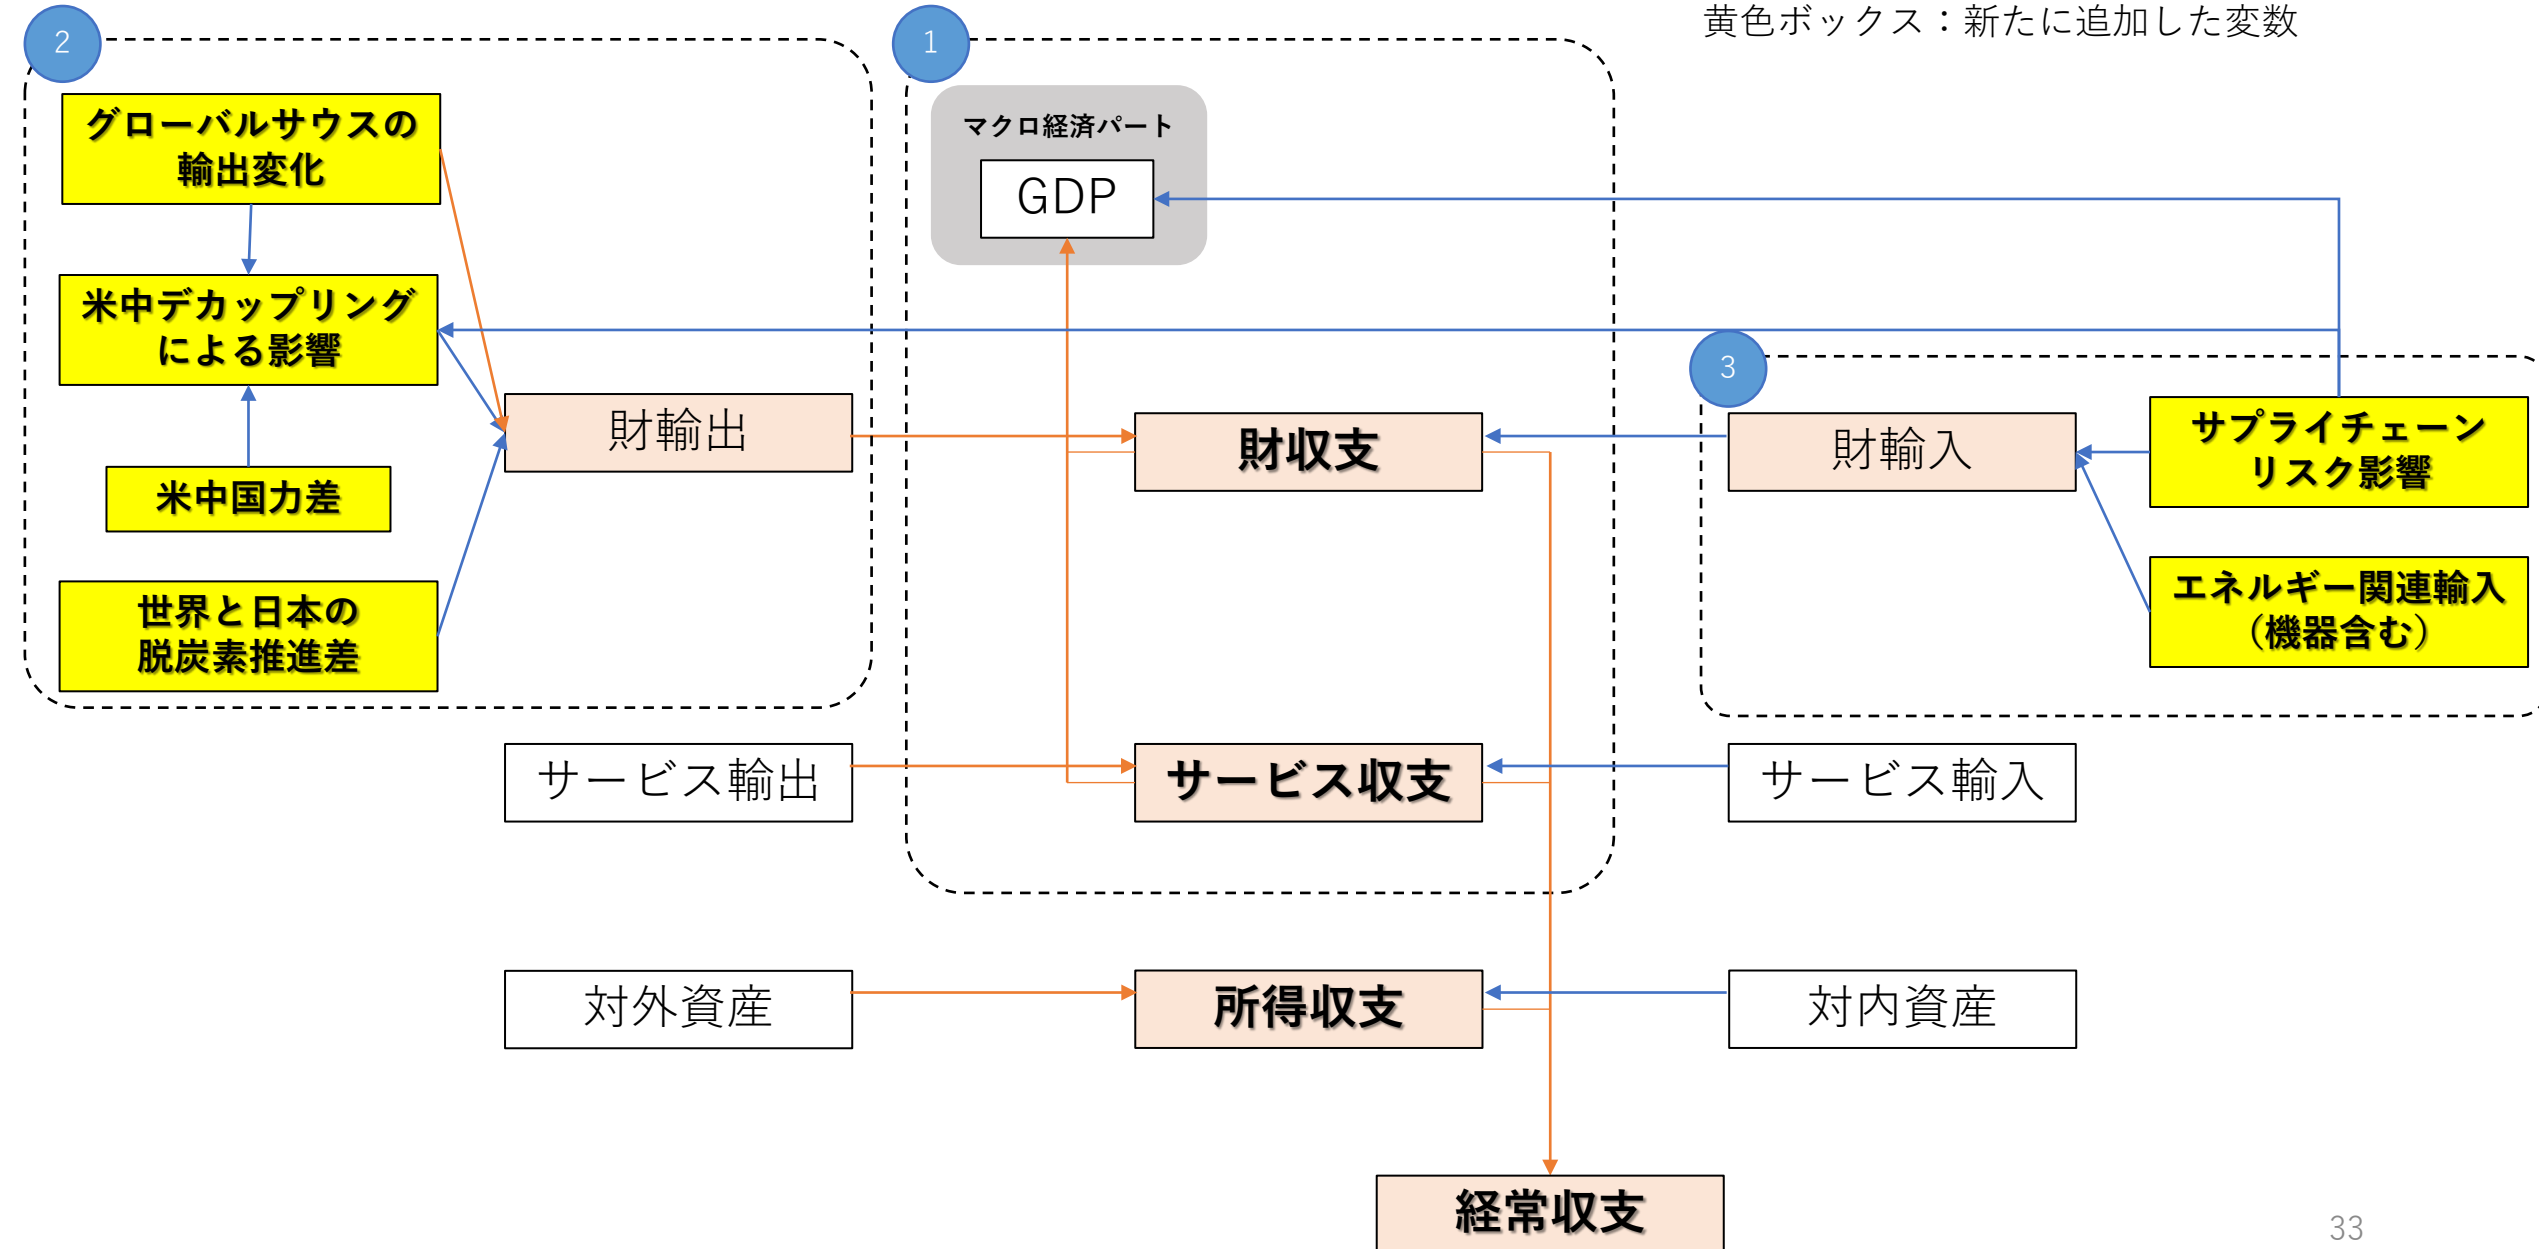 黄色ボックス：新たに追加した変数
2
グローバルサウスの
輸出変化
米中デカップリング
による影響
米中国力差
世界と日本の
脱炭素推進差
1
マクロ経済パート
GDP
3
財輸出
財収支
財輸入
サプライチェーン
リスク影響
エネルギー関連輸入
（機器含む）
サービス輸出
サービス収支
サービス輸入
対外資産
所得収支
対内資産
経常収支
33